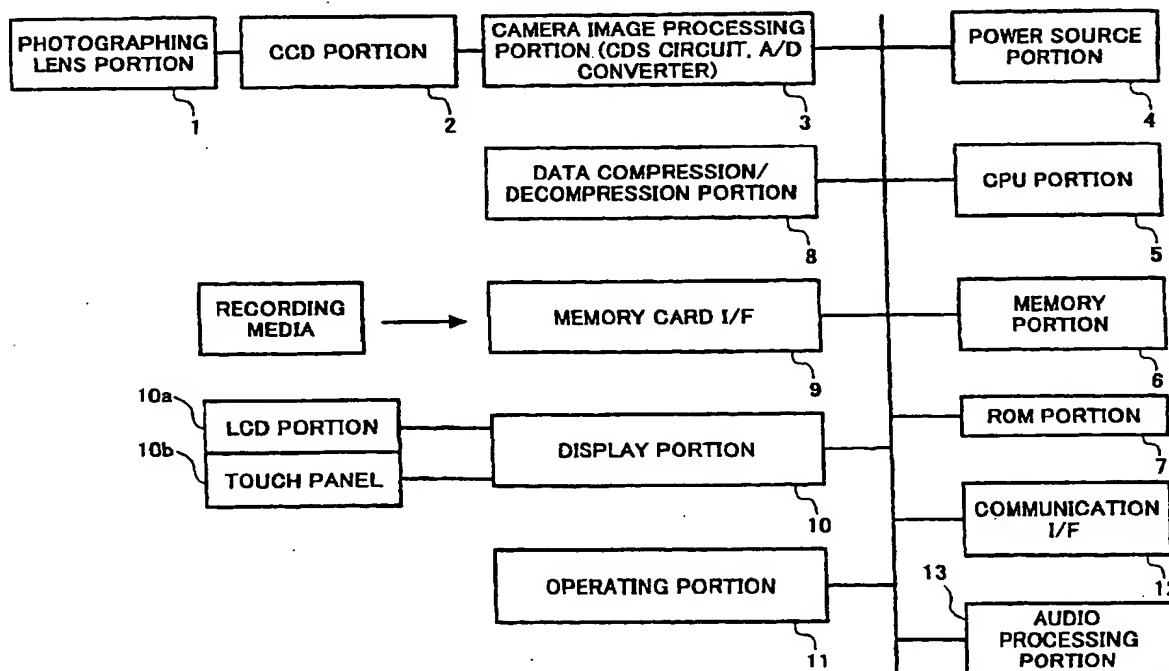 PHOTOGRAPHING
LENS PORTION
1
CCD PORTION
2
CAMERA IMAGE PROCESSING
PORTION (CDS CIRCUIT, A/D
CONVERTER)
3
POWER SOURCE
PORTION
4
DATA COMPRESSION/
DECOMPRESSION PORTION
8
CPU PORTION
5
RECORDING
MEDIA
MEMORY CARD I/F
9
MEMORY
PORTION
6
10a
LCD PORTION
10b
TOUCH PANEL
DISPLAY PORTION
10
ROM PORTION
7
COMMUNICATION
I/F
12
OPERATING PORTION
11
13
AUDIO
PROCESSING
PORTION